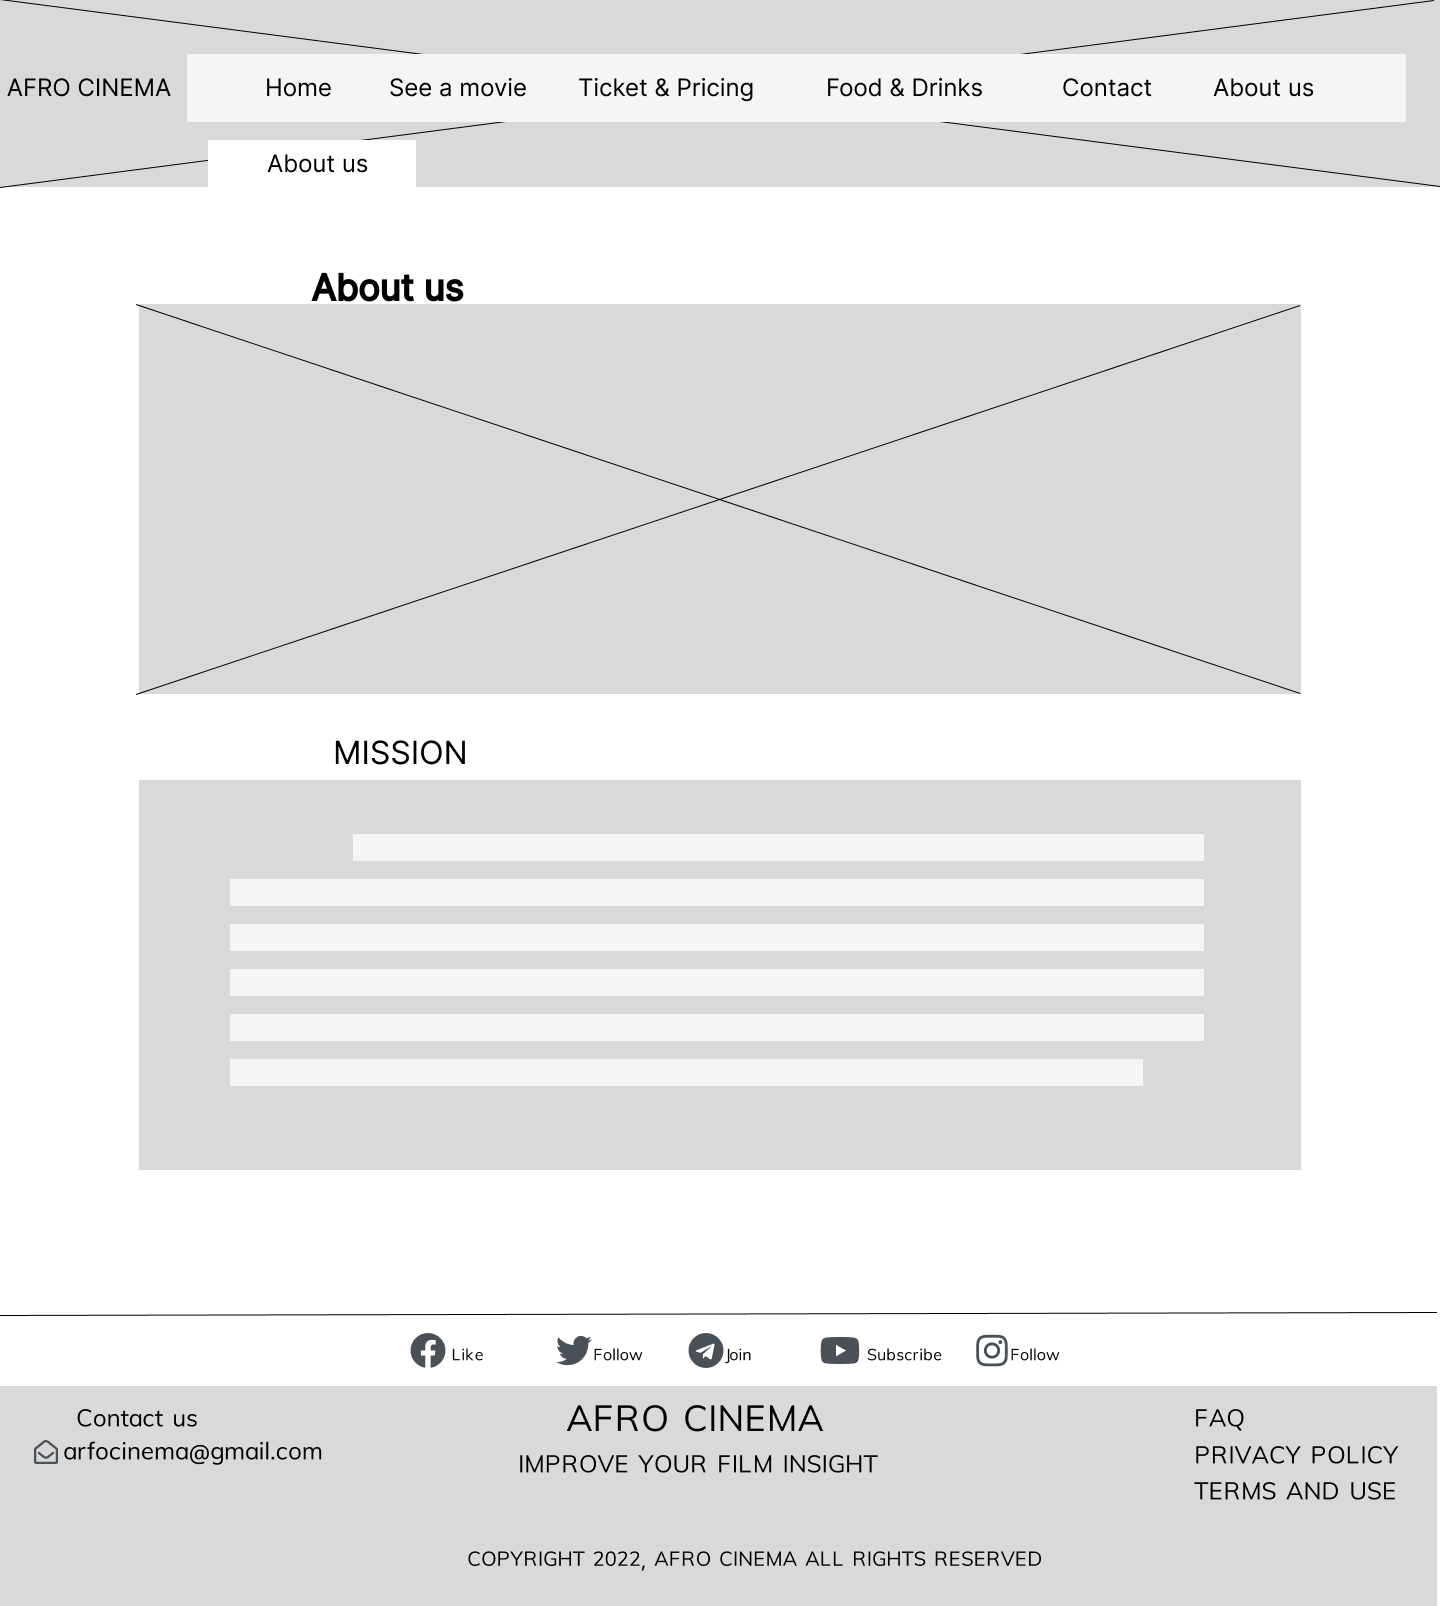 AFRO CINEMA Home See a movie Ticket & Pricing Food & Drinks Contact About us
About us
About us
MISSION
Like Follow Join Subscribe Follow
Contact us
arfocinema@gmail.com
AFRO CINEMA
IMPROVE YOUR FILM INSIGHT
FAQ
PRIVACY POLICY
TERMS AND USE
COPYRIGHT 2022, AFRO CINEMA ALL RIGHTS RESERVED